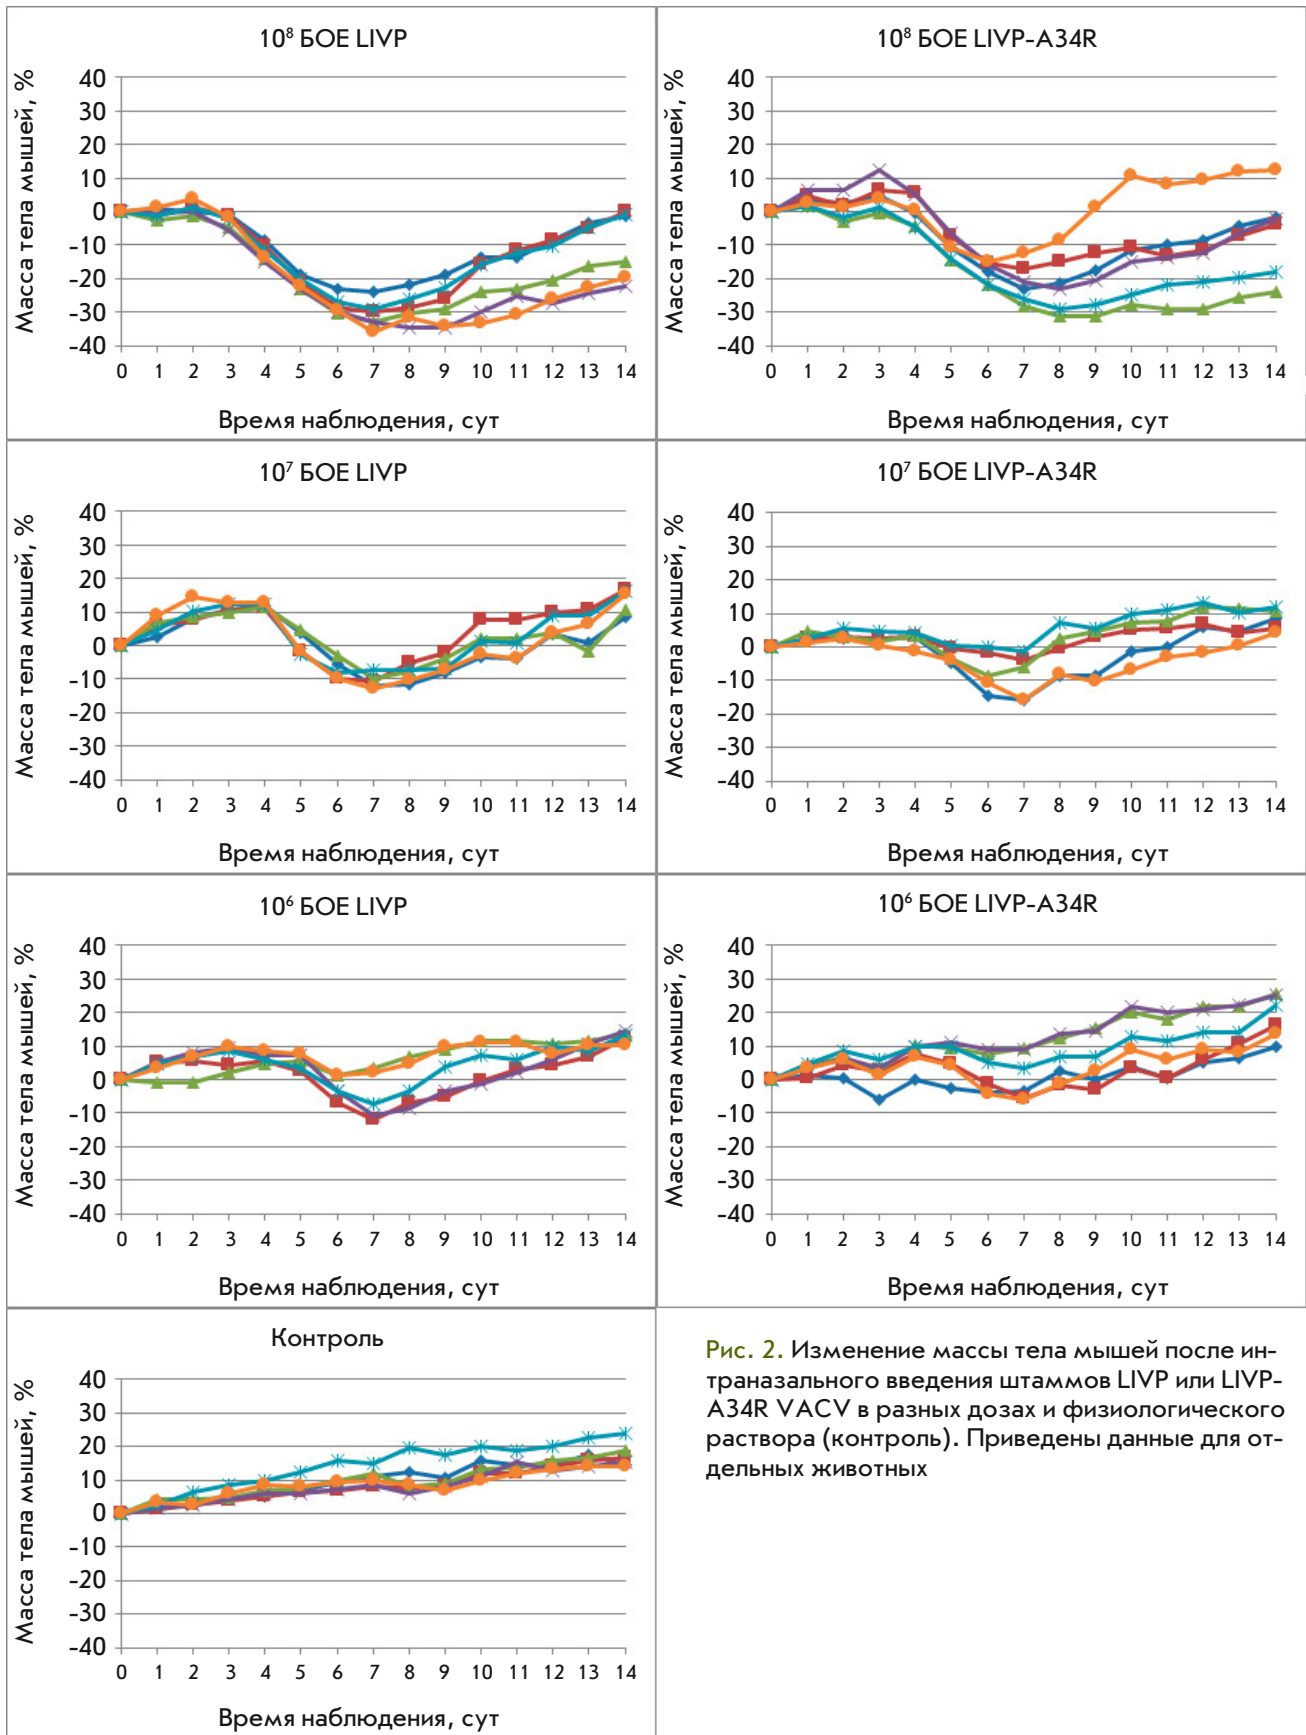 10⁸ БОЕ LIVP
Масса тела мышей, %
40
30
20
10
0
-10
-20
-30
-40
0 1 2 3 4 5 6 7 8 9 10 11 12 13 14
Время наблюдения, сут
10⁸ БОЕ LIVP-A34R
Масса тела мышей, %
40
30
20
10
0
-10
-20
-30
-40
0 1 2 3 4 5 6 7 8 9 10 11 12 13 14
Время наблюдения, сут
10⁷ БОЕ LIVP
Масса тела мышей, %
40
30
20
10
0
-10
-20
-30
-40
0 1 2 3 4 5 6 7 8 9 10 11 12 13 14
Время наблюдения, сут
10⁷ БОЕ LIVP-A34R
Масса тела мышей, %
40
30
20
10
0
-10
-20
-30
-40
0 1 2 3 4 5 6 7 8 9 10 11 12 13 14
Время наблюдения, сут
10⁶ БОЕ LIVP
Масса тела мышей, %
40
30
20
10
0
-10
-20
-30
-40
0 1 2 3 4 5 6 7 8 9 10 11 12 13 14
Время наблюдения, сут
10⁶ БОЕ LIVP-A34R
Масса тела мышей, %
40
30
20
10
0
-10
-20
-30
-40
0 1 2 3 4 5 6 7 8 9 10 11 12 13 14
Время наблюдения, сут
Контроль
Масса тела мышей, %
40
30
20
10
0
-10
-20
-30
-40
0 1 2 3 4 5 6 7 8 9 10 11 12 13 14
Время наблюдения, сут
Рис. 2. Изменение массы тела мышей после ин-
траназального введения штаммов LIVP или LIVP-
A34R VACV в разных дозах и физиологического
раствора (контроль). Приведены данные для от-
дельных животных